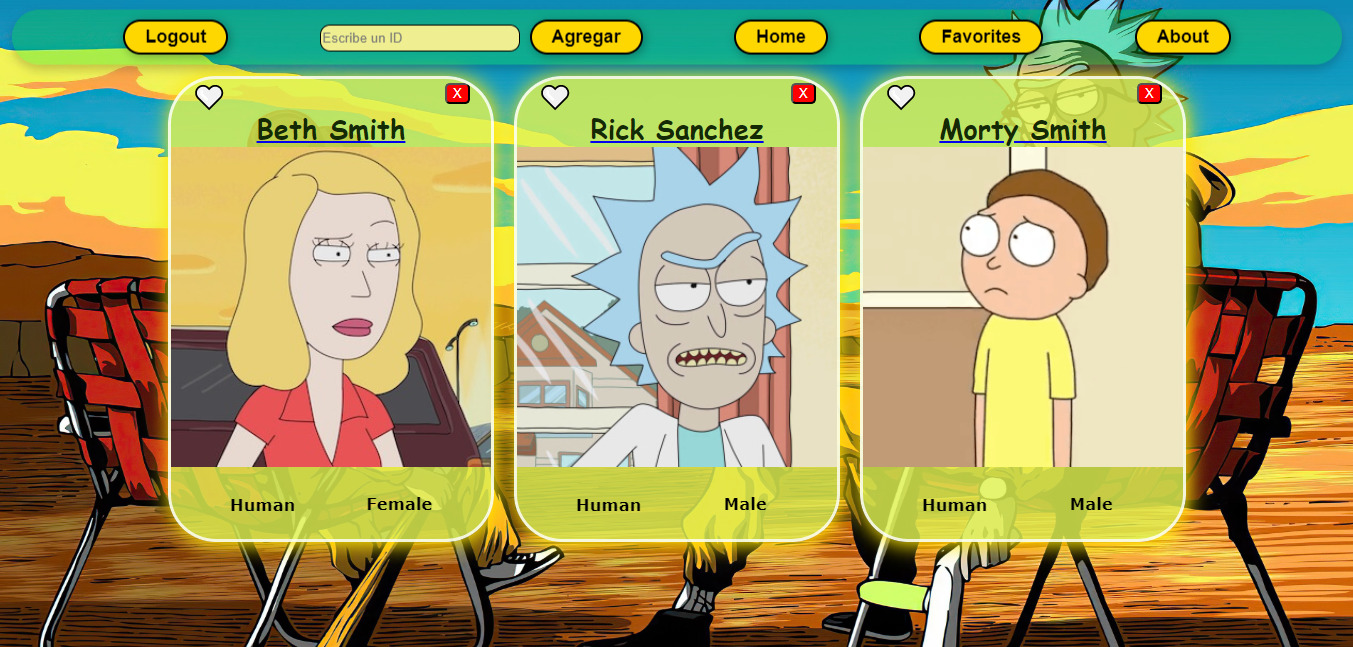 Logout
Escribe un ID
Agregar
Home
Favorites
About
X
X
X
Beth Smith
Rick Sanchez
Morty Smith
Human
Female
Human
Male
Human
Male